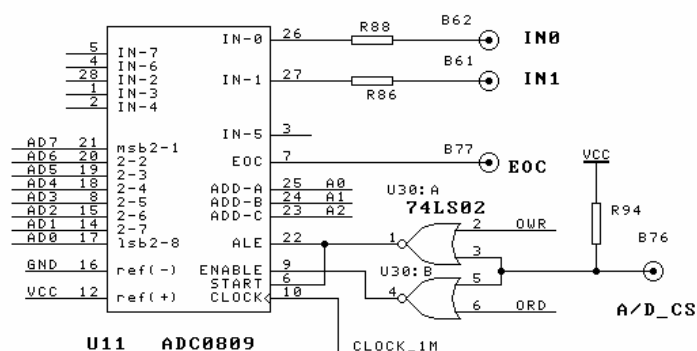 B62
26 R88 IN0
IN-0
5 IN-7
4 IN-6
28 IN-2
1 IN-3
2 IN-4
B61
IN-1 27 R86 IN1
IN-5 3
B77
EOC 7 EOC
AD7 21 msb2-1
AD6 20 2-2
AD5 19 2-3
AD4 18 2-4
AD3 8 2-5
AD2 15 2-6
AD1 14 2-7
AD0 17 lsb2-8
ADD-A 25 A0
ADD-B 24 A1
ADD-C 23 A2
U30:A
74LS02
VCC
R94
B76
ALE 22 1 2 OWR
3
GND 16 ref(-)
VCC 12 ref(+)
ENABLE 9
START 6
CLOCK 10
U30:B
4 5
6 ORD
A/D_CS
U11 ADC0809
CLOCK_1M